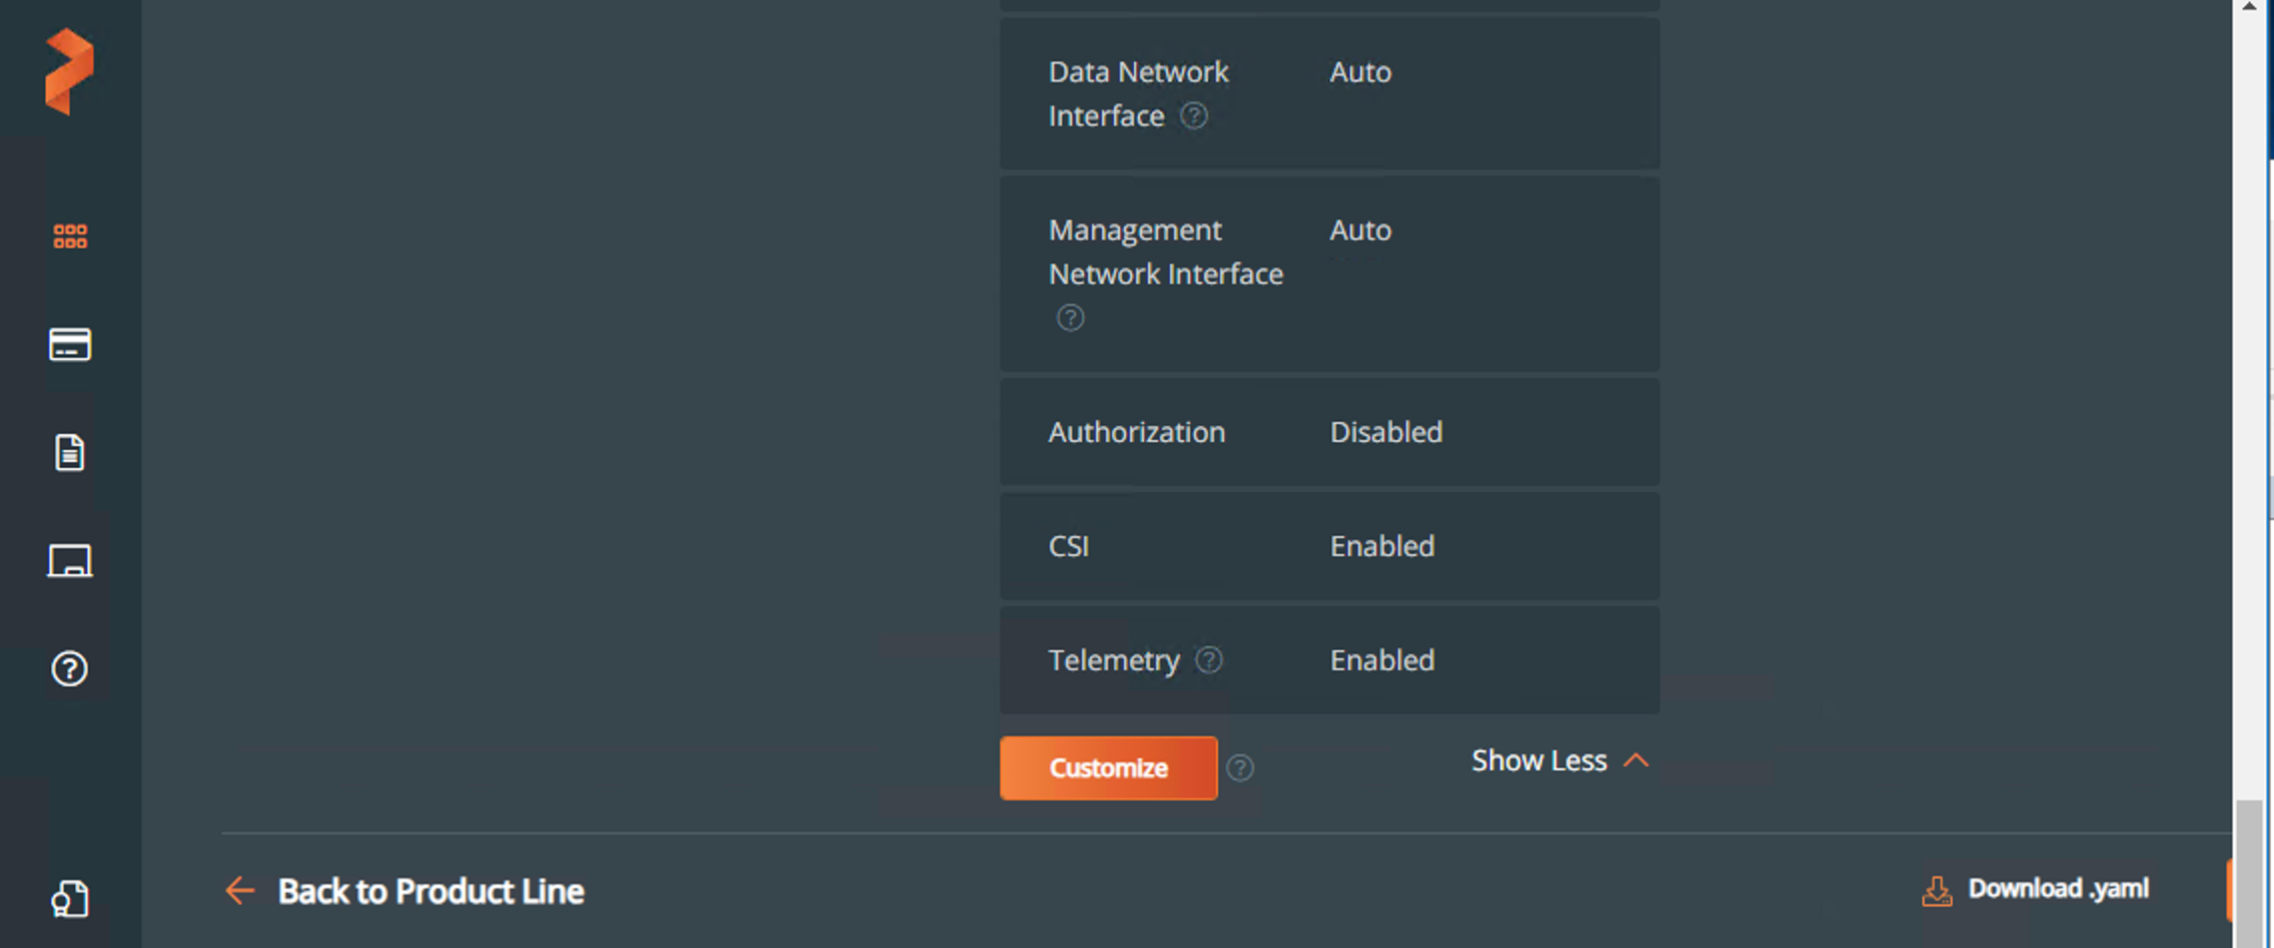 Data Network Interface
Auto
Management Network Interface
Auto
Authorization
Disabled
CSI
Enabled
Telemetry
Enabled
Customize
Show Less
Back to Product Line
Download .yaml